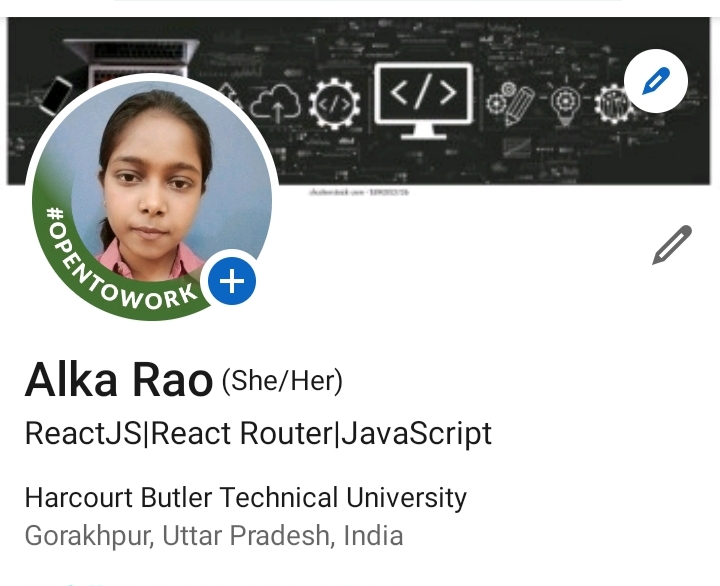 </>
</>
#OPENTOWORK
Alka Rao (She/Her)
ReactJS|React Router|JavaScript
Harcourt Butler Technical University
Gorakhpur, Uttar Pradesh, India